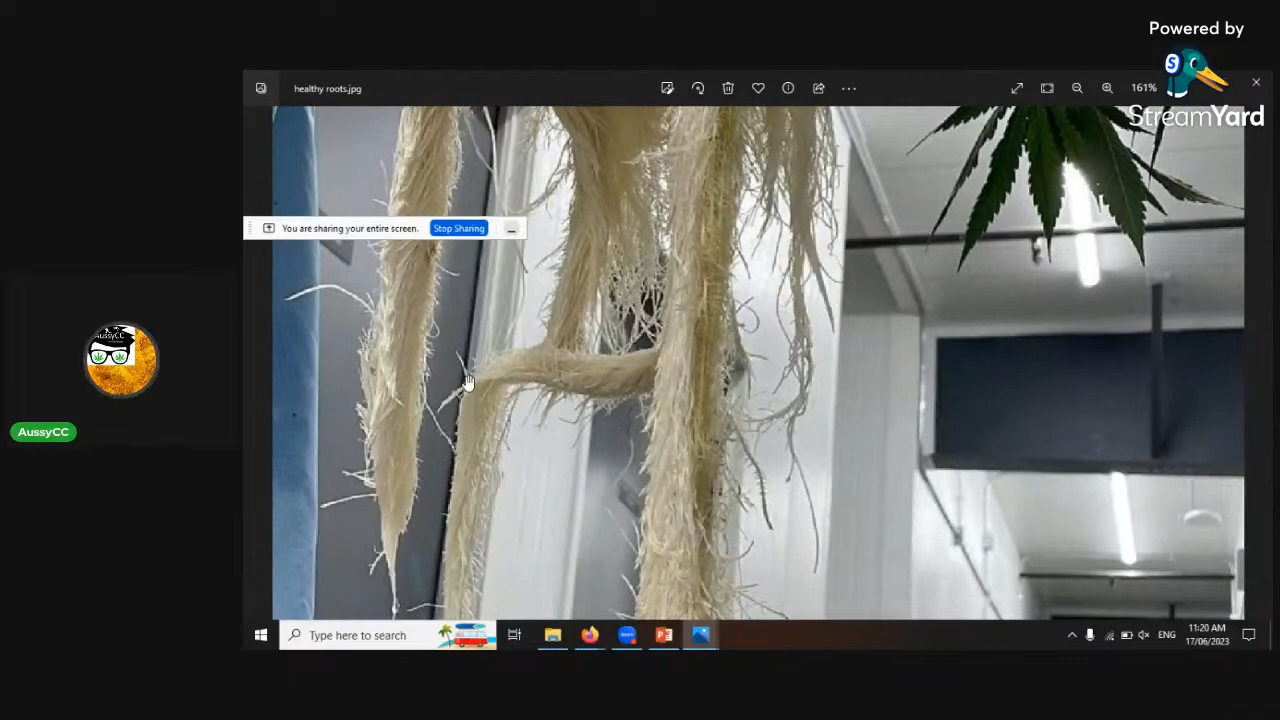 Powered by
StreamYard
healthy roots.jpg
161%
You are sharing your entire screen.
Stop Sharing
AussyCC
AussyCC
Type here to search
ENG
11:20 AM
17/06/2023